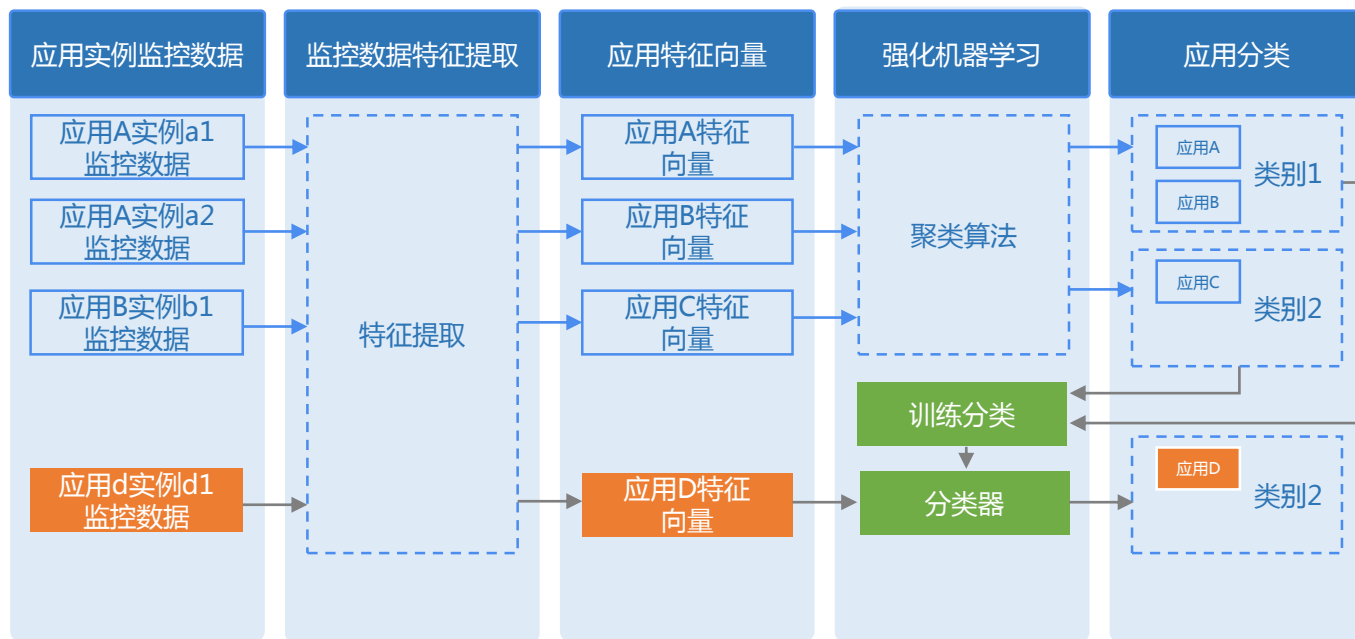 应用实例监控数据
监控数据特征提取
应用特征向量
强化机器学习
应用分类
应用A实例a1
监控数据
应用A实例a2
监控数据
应用B实例b1
监控数据
应用d实例d1
监控数据
特征提取
应用A特征
向量
应用B特征
向量
应用C特征
向量
应用D特征
向量
聚类算法
训练分类
分类器
应用A
应用B
类别1
应用C
类别2
应用D
类别2